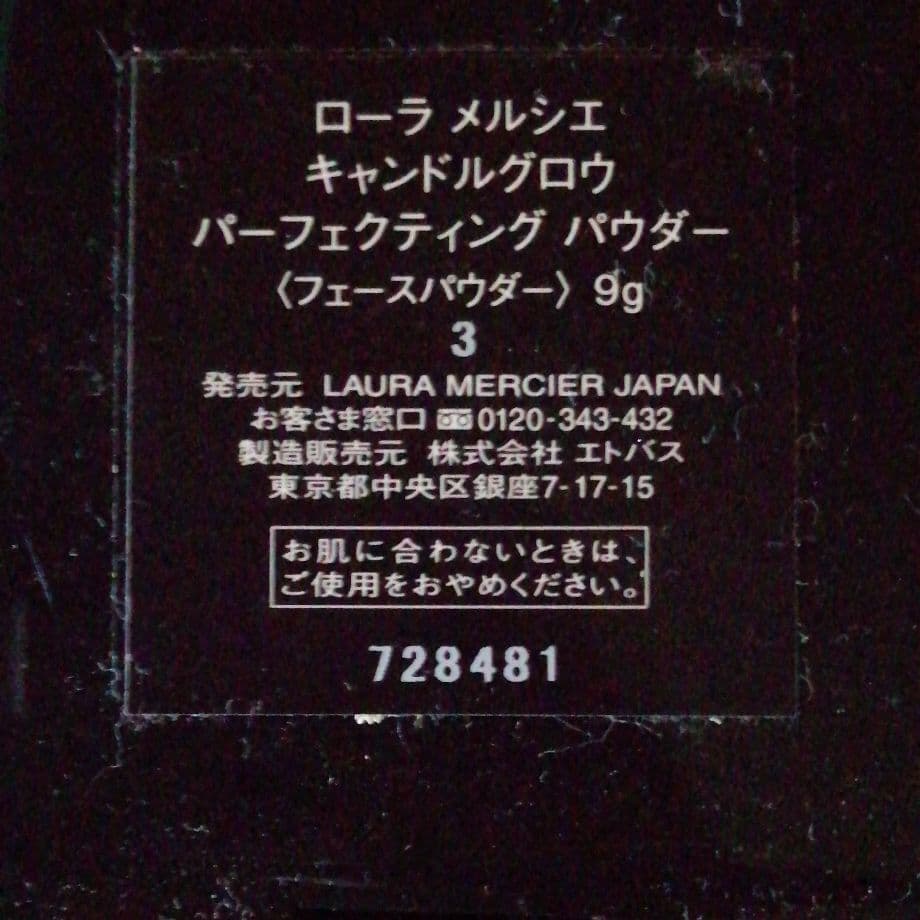 ローラ メルシエ
キャンドルグロウ
パーフェクティング パウダー
〈フェースパウダー〉 9g
3
発売元 LAURA MERCIER JAPAN
お客さま窓口 0120-343-432
製造販売元 株式会社 エトバス
東京都中央区銀座7-17-15
お肌に合わないときは、
ご使用をおやめください。
728481